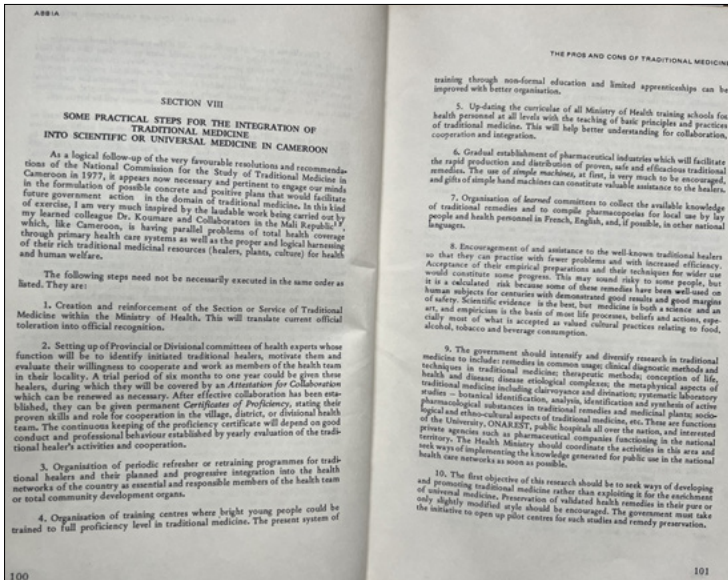 ABBIA
SECTION VIII
SOME PRACTICAL STEPS FOR THE INTEGRATION OF
TRADITIONAL MEDICINE
INTO SCIENTIFIC OR UNIVERSAL MEDICINE IN CAMEROON
As a logical follow-up of the very favourable resolutions and recommenda-
tions of the National Commission for the Study of Traditional Medicine in
Cameroon in 1977, it appears now necessary and pertinent to engage our minds
in the formulation of possible concrete and positive plans that would facilitate
future government action in the domain of traditional medicine. In this kind
of exercise, I am very much inspired by the laudable work being carried out by
my learned colleague Dr. Koumare and Collaborators in the Mali Republic
which, like Cameroon, is having parallel problems of total health coverage
through primary health care systems as well as the proper and logical harnessing
of their rich traditional medicinal resources (healers, plants, culture) for health
and human welfare.
The following steps need not be necessarily executed in the same order as
listed. They are:
1. Creation and reinforcement of the Section or Service of Traditional
Medicine within the Ministry of Health. This will translate current official
toleration into official recognition.
2. Setting up of Provincial or Divisional committees of health experts whose
function will be to identify initiated traditional healers, motivate them and
evaluate their willingness to cooperate and work as members of the health team
in their locality. A trial period of six months to one year could be given these
healers, during which they will be covered by an Attestation for Collaboration
which can be renewed as necessary. After effective collaboration has been esta-
blished, they can be given permanent Certificates of Proficiency, stating their
proven skills and role for cooperation in the village, district, or divisional health
team. The continuous keeping of the proficiency certificate will depend on good
conduct and professional behaviour established by yearly evaluation of the tradi-
tional healer's activities and cooperation.
3. Organisation of periodic refresher or retraining programmes for tradi-
tional healers and their planned and progressive integration into the health
networks of the country as essential and responsible members of the health team
or total community development organs.
4. Organisation of training centres where bright young people could be
trained to full proficiency level in traditional medicine. The present system of
100
THE PROS AND CONS OF TRADITIONAL MEDICINE
training through non-formal education and limited apprenticeships can be
improved with better organisation.
5. Up-dating the curriculae of all Ministry of Health training schools for
health personnel at all levels with the teaching of basic principles and practices
of traditional medicine. This will help better understanding for collaboration,
cooperation and integration.
6. Gradual establishment of pharmaceutical industries which will facilitate
the rapid production and distribution of proven, safe and efficacious traditional
remedies. The use of simple machines, at first, is very much to be encouraged,
and gifts of simple hand machines can constitute valuable assistance to the healers.
7. Organisation of learned committees to collect the available knowledge
of traditional remedies and to compile pharmacopoeias for local use by lay
people and health personnel in French, English, and, if possible, in other national
languages.
8. Encouragement of and assistance to the well-known traditional healers
so that they can practise with fewer problems and with increased efficiency.
Acceptance of their empirical preparations and their techniques for wider use
would constitute some progress. This may sound risky to some people, but
it is a calculated risk because some of these remedies have been well-used on
human subjects for centuries with demonstrated good results and good margins
of safety. Scientific evidence is the best, but medicine is both a science and an
art, and empiricism is the basis of most life processes, beliefs and actions, espe-
cially most of what is accepted as valued cultural practices relating to food,
alcohol, tobacco and beverage consumption.
9. The government should intensify and diversify research in traditional
medicine to include: remedies in common usage; clinical diagnostic methods and
techniques in traditional medicine; therapeutic methods; conception of life,
health and disease; disease etiological complexes; the metaphysical aspects of
traditional medicine including clairvoyance and divination; systematic laboratory
studies — botanical identification, analysis, identification and synthesis of active
pharmacological substances in traditional remedies and medicinal plants; socio-
logical and ethno-cultural aspects of traditional medicine, etc. These are functions
of the University, ONAREST, public hospitals all over the nation, and interested
private agencies such as pharmaceutical companies functioning in the national
territory. The Health Ministry should coordinate the activities in this area and
seek ways of implementing the knowledge generated for public use in the national
health care networks as soon as possible.
10. The first objective of this research should be to seek ways of developing
and promoting traditional medicine rather than exploiting it for the enrichment
of universal medicine. Preservation of validated health remedies in their pure or
only slightly modified style should be encouraged. The government must take
the initiative to open up pilot centres for such studies and remedy preservation.
101